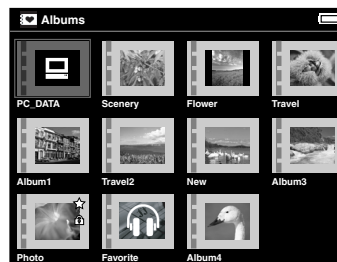 Albums
PC_DATA Scenery Flower Travel
Album1 Travel2 New Album3
Photo Favorite Album4